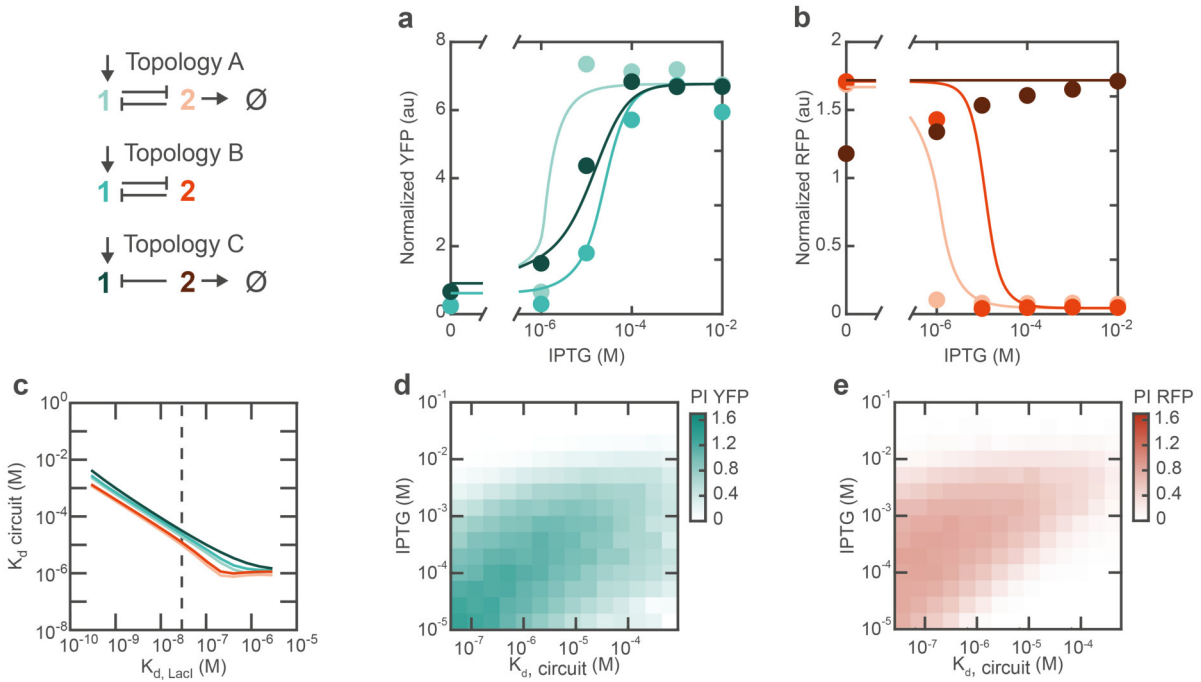 Topology A
1 2 Ø
Topology B
1 2
Topology C
1 2 Ø
a
Normalized YFP (au)
8
6
4
2
0
0 10⁻⁶ 10⁻⁴ 10⁻²
IPTG (M)
b
Normalized RFP (au)
2
1.5
1
0.5
0
0 10⁻⁶ 10⁻⁴ 10⁻²
IPTG (M)
c
K_d circuit (M)
10⁰
10⁻²
10⁻⁴
10⁻⁶
10⁻⁸
10⁻¹⁰ 10⁻⁹ 10⁻⁸ 10⁻⁷ 10⁻⁶ 10⁻⁵
K_d, LacI (M)
d
PI YFP
1.6
1.2
0.8
0.4
0
IPTG (M)
10⁻¹
10⁻²
10⁻³
10⁻⁴
10⁻⁵
10⁻⁷ 10⁻⁶ 10⁻⁵ 10⁻⁴
K_d, circuit (M)
e
PI RFP
1.6
1.2
0.8
0.4
0
IPTG (M)
10⁻¹
10⁻²
10⁻³
10⁻⁴
10⁻⁵
10⁻⁷ 10⁻⁶ 10⁻⁵ 10⁻⁴
K_d, circuit (M)